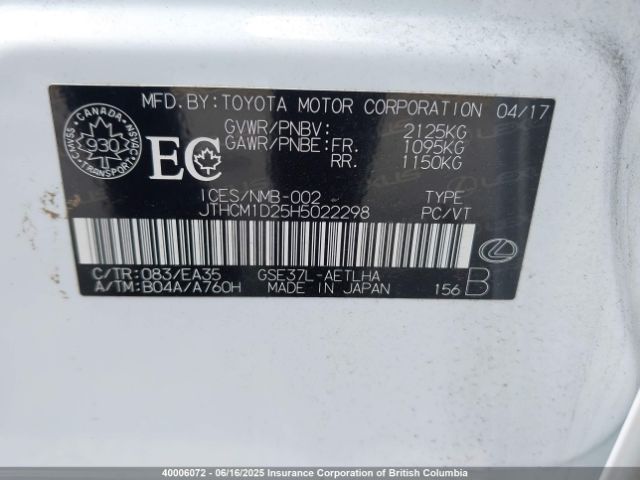 MFD. BY: TOYOTA MOTOR CORPORATION 04/17
CANADA
CMVSS NSVAC
930
TRANSPORT
EC
GVWR/PNBV: 2125KG
GAWR/PNBE: FR. 1095KG
RR. 1150KG
ICES/NMB-002 TYPE
JTHCM1D25H5022298 PC/VT
C/TR: 083/EA35 GSE37L-AETLHA
A/TM: B04A/A760H MADE IN JAPAN 156 B
40006072 - 06/16/2025 Insurance Corporation of British Columbia